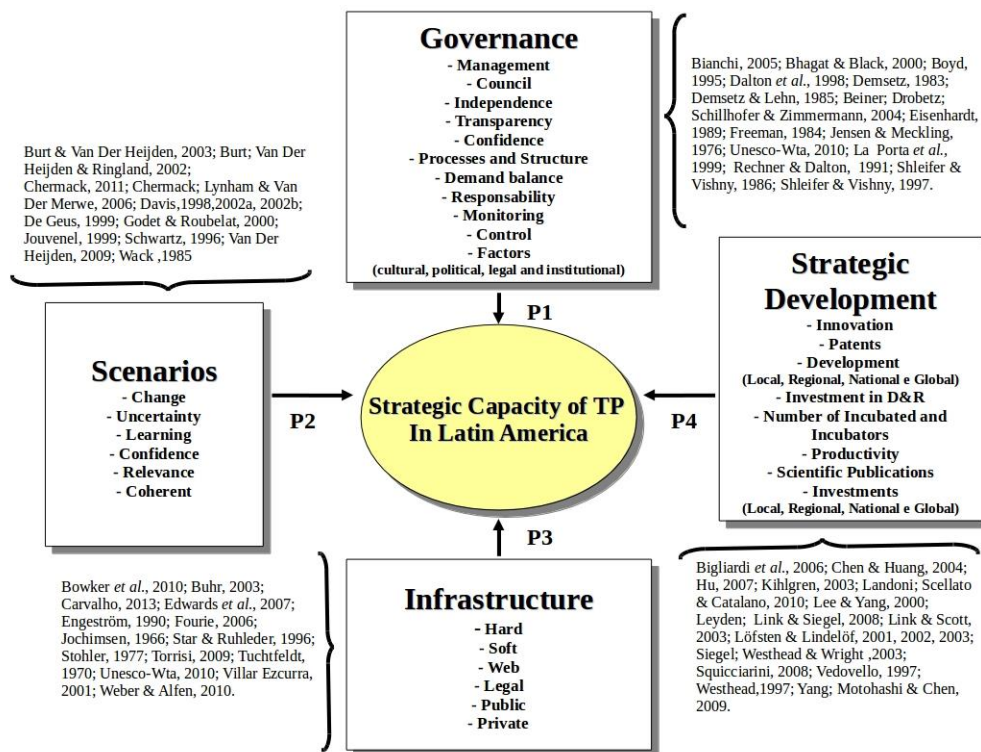 Governance
- Management
- Council
- Independence
- Transparency
- Confidence
- Processes and Structure
- Demand balance
- Responsability
- Monitoring
- Control
- Factors
(cultural, political, legal and institutional)
Bianchi, 2005; Bhagat & Black, 2000; Boyd,
1995; Dalton et al., 1998; Demsetz, 1983;
Demsetz & Lehn, 1985; Beiner; Drobetz;
Schillhofer & Zimmermann, 2004; Eisenhardt,
1989; Freeman, 1984; Jensen & Meckling,
1976; Unesco-Wta, 2010; La Porta et al.,
1999; Rechner & Dalton, 1991; Shleifer &
Vishny, 1986; Shleifer & Vishny, 1997.
Burt & Van Der Heijden, 2003; Burt; Van Der
Heijden & Ringland, 2002;
Chermack, 2011; Chermack; Lynham & Van
Der Merwe, 2006; Davis,1998,2002a, 2002b;
De Geus, 1999; Godet & Roubelat, 2000;
Jouvenel, 1999; Schwartz, 1996; Van Der
Heijden, 2009; Wack ,1985
Scenarios
- Change
- Uncertainty
- Learning
- Confidence
- Relevance
- Coherent
P1
P2
Strategic Capacity of TP
In Latin America
P4
P3
Strategic
Development
- Innovation
- Patents
- Development
(Local, Regional, National e Global)
- Investment in D&R
- Number of Incubated and
Incubators
- Productivity
- Scientific Publications
- Investments
(Local, Regional, National e Global)
Bowker et al., 2010; Buhr, 2003;
Carvalho, 2013; Edwards et al., 2007;
Engeström, 1990; Fourie, 2006;
Jochimsen, 1966; Star & Ruhleder, 1996;
Stohler, 1977; Torrisi, 2009; Tuchtfeldt,
1970; Unesco-Wta, 2010; Villar Ezcurra,
2001; Weber & Alfen, 2010.
Infrastructure
- Hard
- Soft
- Web
- Legal
- Public
- Private
Bigliardi et al., 2006; Chen & Huang, 2004;
Hu, 2007; Kihlgren, 2003; Landoni; Scellato
& Catalano, 2010; Lee & Yang, 2000;
Leyden; Link & Siegel, 2008; Link & Scott,
2003; Löfsten & Lindelöf, 2001, 2002, 2003;
Siegel; Westhead & Wright ,2003;
Squicciarini, 2008; Vedovello, 1997;
Westhead,1997; Yang; Motohashi & Chen,
2009.